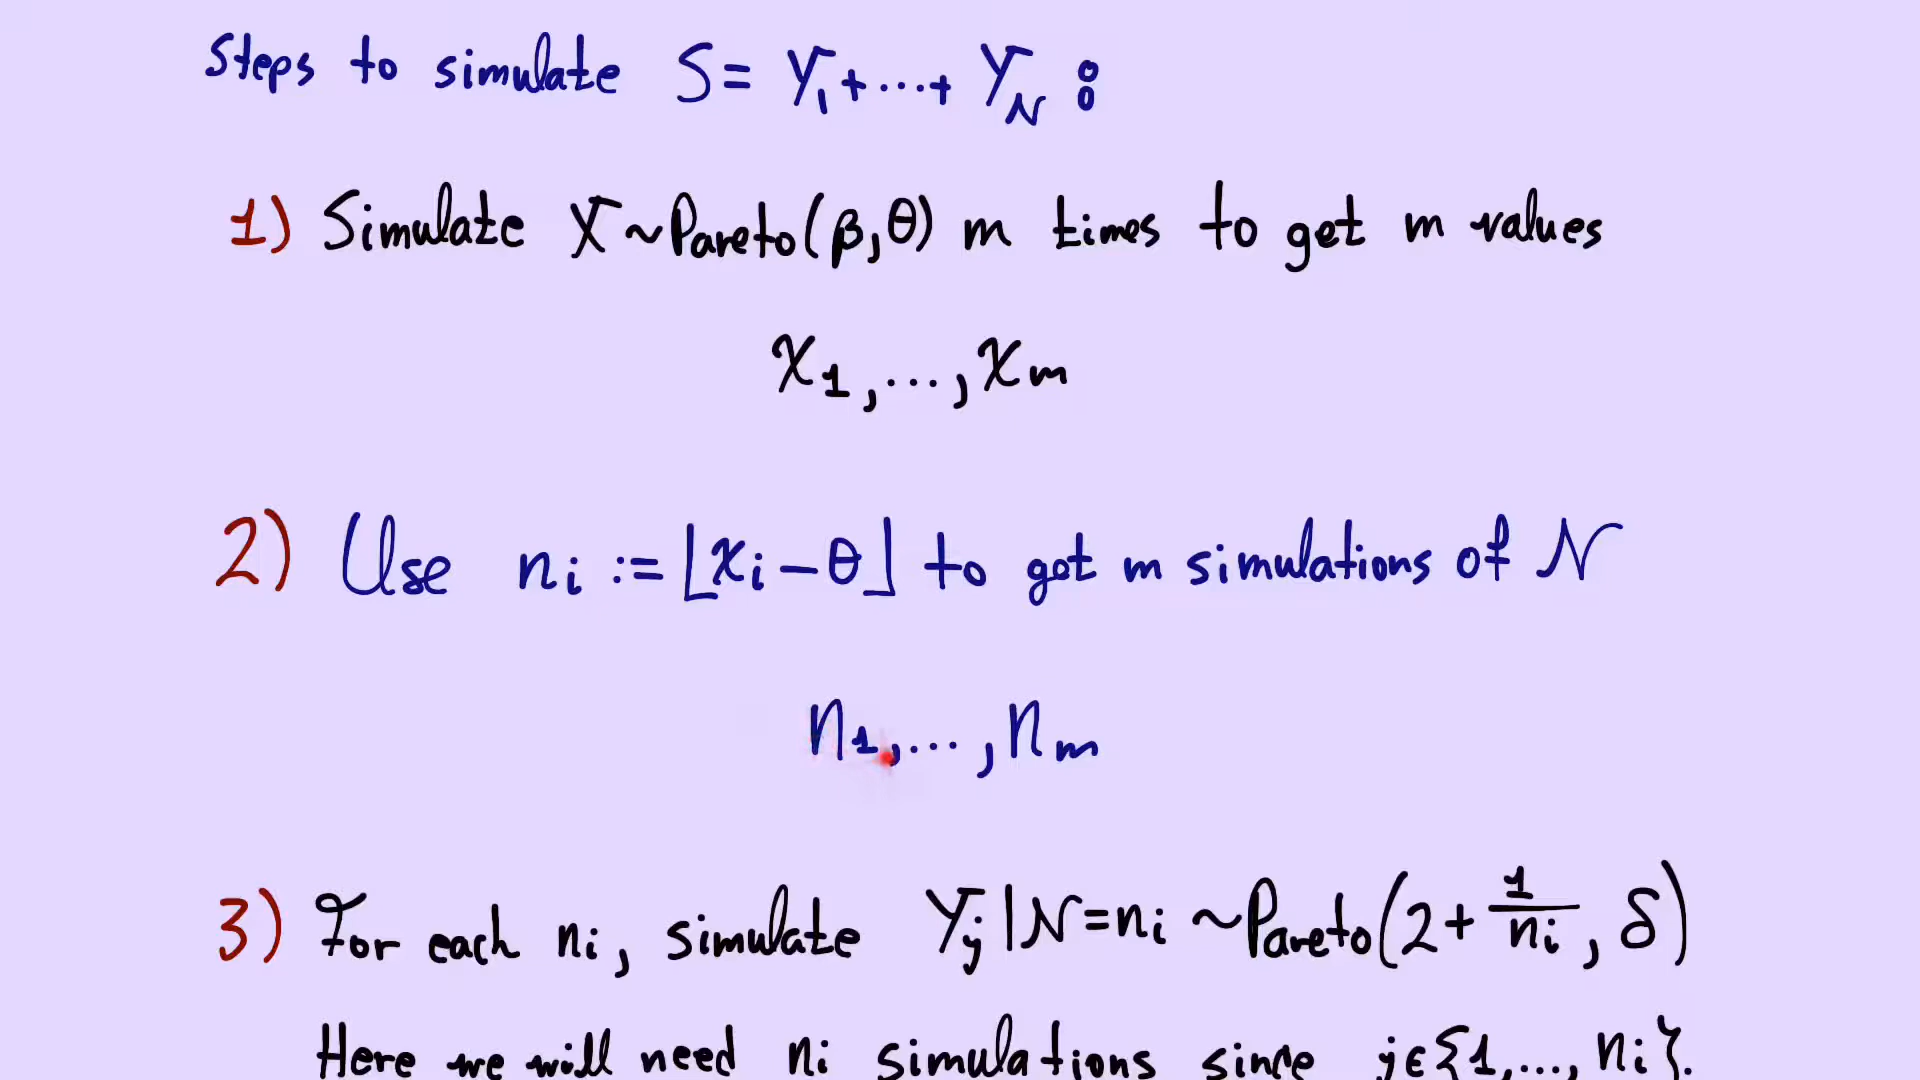 Steps to simulate S = Y₁ + ... + Y_N :
1) Simulate X ~ Pareto(β, θ) m times to get m values
x₁, ..., xₘ
2) Use nᵢ := ⌊xᵢ − θ⌋ to get m simulations of N
n₁, ..., nₘ
3) For each nᵢ, simulate Yⱼ | N = nᵢ ~ Pareto(2 + 1/nᵢ, δ)
Here we will need nᵢ simulations since j ∈ {1, ..., nᵢ}.